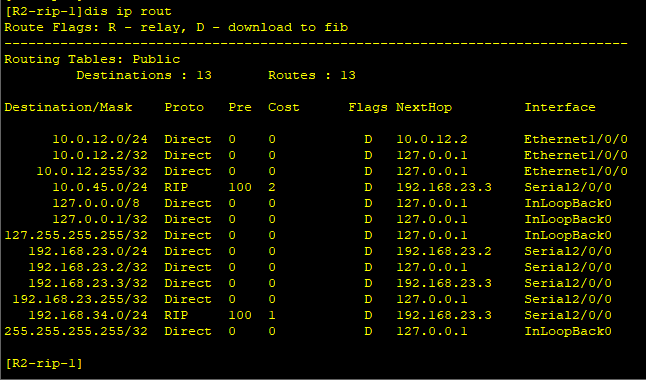 [R2-rip-1]dis ip rout
Route Flags: R - relay, D - download to fib
------------------------------------------------------------------------------
Routing Tables: Public
         Destinations : 13       Routes : 13

Destination/Mask    Proto   Pre  Cost      Flags NextHop         Interface

      10.0.12.0/24  Direct  0    0           D   10.0.12.2       Ethernet1/0/0
      10.0.12.2/32  Direct  0    0           D   127.0.0.1       Ethernet1/0/0
    10.0.12.255/32  Direct  0    0           D   127.0.0.1       Ethernet1/0/0
      10.0.45.0/24  RIP     100  2           D   192.168.23.3    Serial2/0/0
      127.0.0.0/8   Direct  0    0           D   127.0.0.1       InLoopBack0
      127.0.0.1/32  Direct  0    0           D   127.0.0.1       InLoopBack0
127.255.255.255/32  Direct  0    0           D   127.0.0.1       InLoopBack0
   192.168.23.0/24  Direct  0    0           D   192.168.23.2    Serial2/0/0
   192.168.23.2/32  Direct  0    0           D   127.0.0.1       Serial2/0/0
   192.168.23.3/32  Direct  0    0           D   192.168.23.3    Serial2/0/0
 192.168.23.255/32  Direct  0    0           D   127.0.0.1       Serial2/0/0
   192.168.34.0/24  RIP     100  1           D   192.168.23.3    Serial2/0/0
255.255.255.255/32  Direct  0    0           D   127.0.0.1       InLoopBack0

[R2-rip-1]